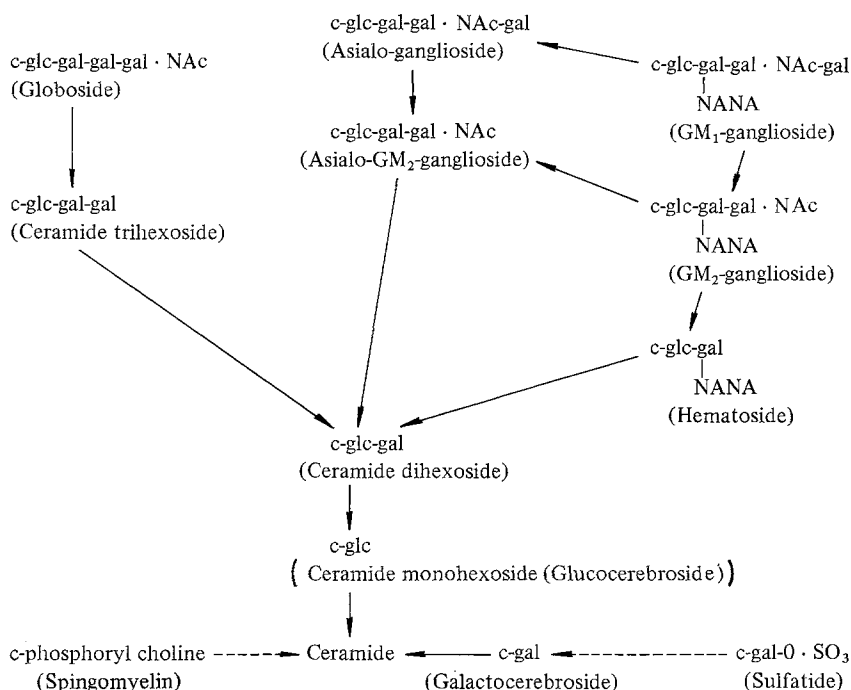 c-glc-gal-gal · NAc-gal
(Asialo-ganglioside)
c-glc-gal-gal-gal · NAc
(Globoside)
c-glc-gal-gal · NAc-gal
NANA
(GM₁-ganglioside)
c-glc-gal-gal · NAc
(Asialo-GM₂-ganglioside)
c-glc-gal-gal
(Ceramide trihexoside)
c-glc-gal-gal · NAc
NANA
(GM₂-ganglioside)
c-glc-gal
NANA
(Hematoside)
c-glc-gal
(Ceramide dihexoside)
c-glc
(Ceramide monohexoside (Glucocerebroside))
c-phosphoryl choline
(Spingomyelin)
Ceramide
c-gal
(Galactocerebroside)
c-gal-0 · SO₃
(Sulfatide)